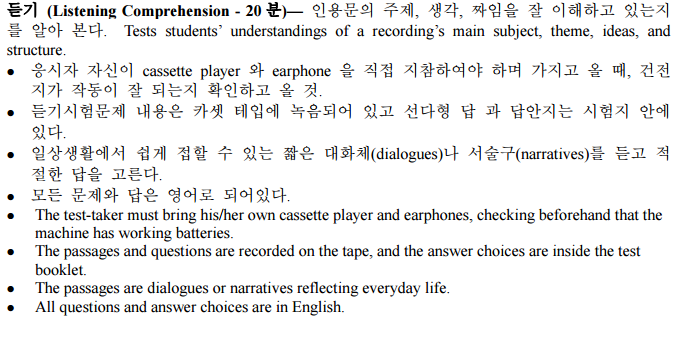 듣기 (Listening Comprehension - 20 분)— 인용문의 주제, 생각, 짜임을 잘 이해하고 있는지
를 알아 본다. Tests students' understandings of a recording's main subject, theme, ideas, and
structure.
• 응시자 자신이 cassette player 와 earphone 을 직접 지참하여야 하며 가지고 올 때, 건전
지가 작동이 잘 되는지 확인하고 올 것.
• 듣기시험문제 내용은 카셋 테입에 녹음되어 있고 선다형 답 과 답안지는 시험지 안에
있다.
• 일상생활에서 쉽게 접할 수 있는 짧은 대화체(dialogues)나 서술구(narratives)를 듣고 적
절한 답을 고른다.
• 모든 문제와 답은 영어로 되어있다.
• The test-taker must bring his/her own cassette player and earphones, checking beforehand that the
machine has working batteries.
• The passages and questions are recorded on the tape, and the answer choices are inside the test
booklet.
• The passages are dialogues or narratives reflecting everyday life.
• All questions and answer choices are in English.